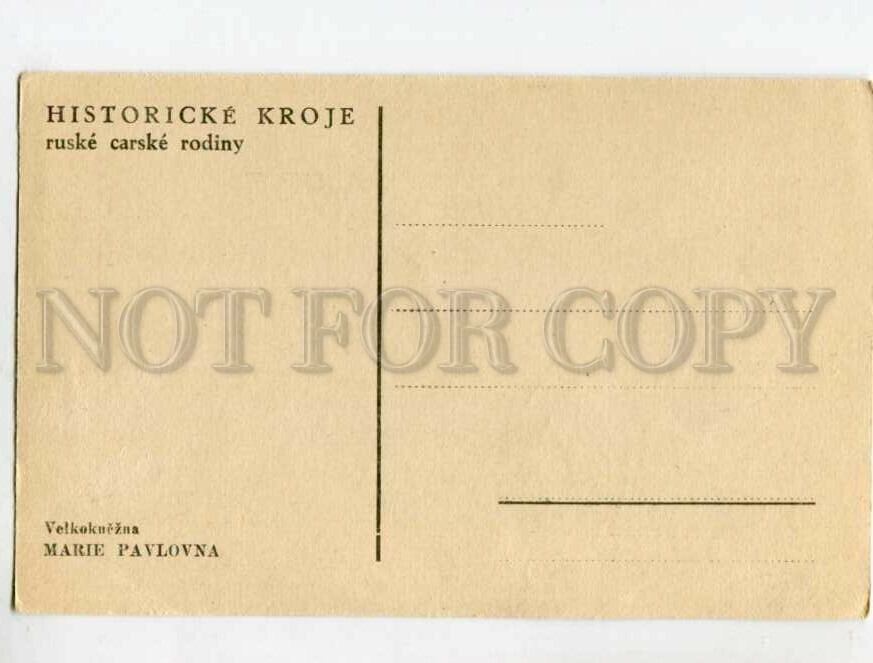 HISTORICKÉ KROJE
ruské carské rodiny
NOT FOR COPY
Velkokněžna
MARIE PAVLOVNA